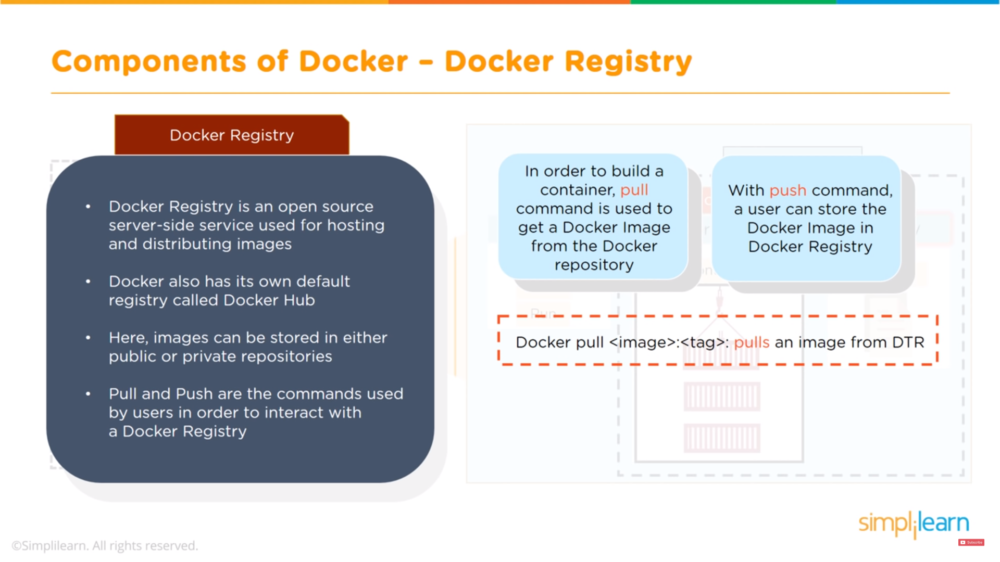 Components of Docker – Docker Registry
Docker Registry
• Docker Registry is an open source
server-side service used for hosting
and distributing images
• Docker also has its own default
registry called Docker Hub
• Here, images can be stored in either
public or private repositories
• Pull and Push are the commands used
by users in order to interact with
a Docker Registry
In order to build a
container, pull
command is used to
get a Docker Image
from the Docker
repository
With push command,
a user can store the
Docker Image in
Docker Registry
Run
Docker pull <image>:<tag>: pulls an image from DTR
simplilearn
Subscribe
©Simplilearn. All rights reserved.